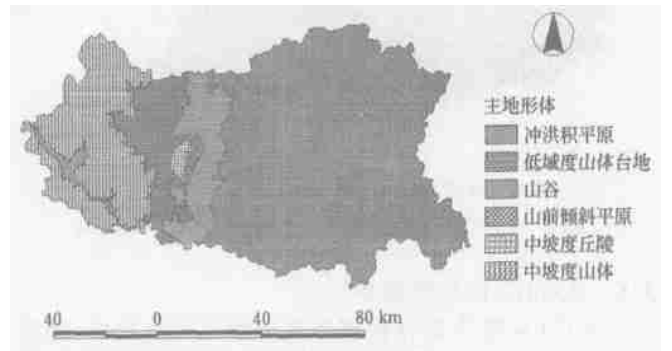 主地形体
冲洪积平原
低域度山体台地
山谷
山前倾斜平原
中坡度丘陵
中坡度山体
40 0 40 80 km